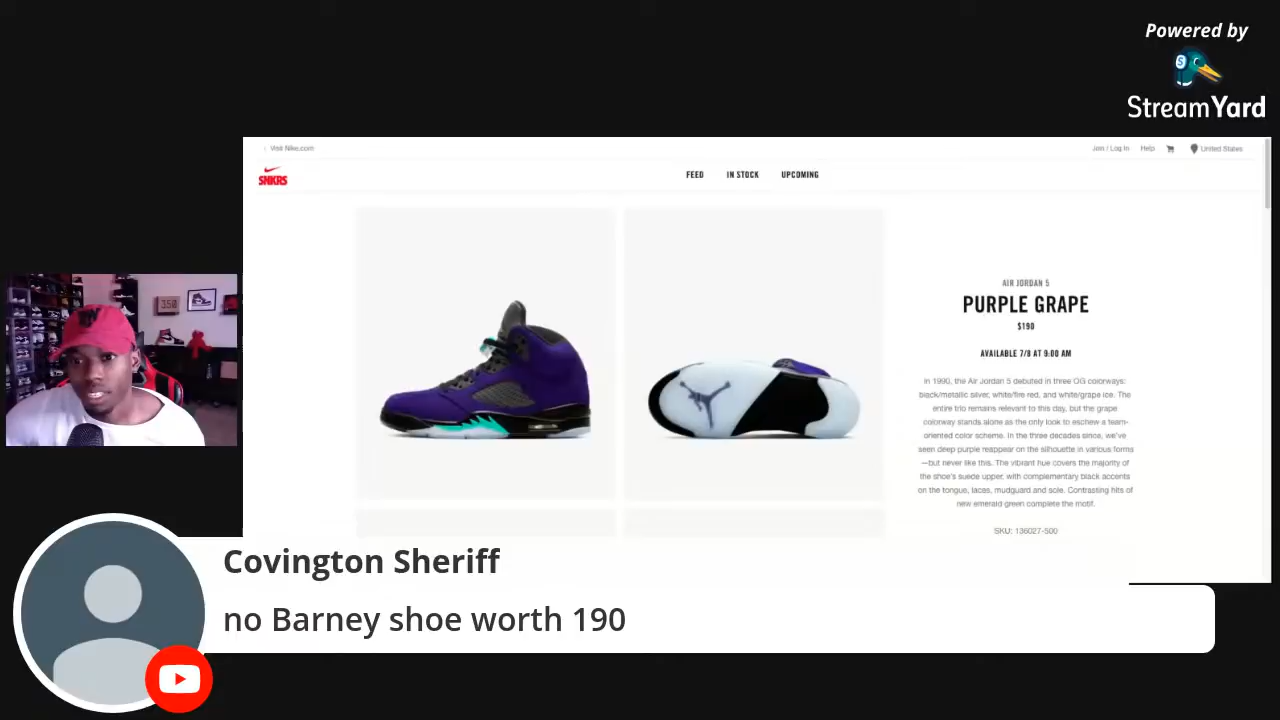 Powered by
StreamYard
Visit Nike.com
Join / Log In Help United States
SNKRS
FEED IN STOCK UPCOMING
AIR JORDAN 5
PURPLE GRAPE
$190
AVAILABLE 7/8 AT 9:00 AM
In 1990, the Air Jordan 5 debuted in three OG colorways:
black/metallic silver, white/fire red, and white/grape ice. The
entire trio remains relevant to this day, but the grape
colorway stands alone as the only look to eschew a team-
oriented color scheme. In the three decades since, we've
seen deep purple reappear on the silhouette in various forms
—but never like this. The vibrant hue covers the majority of
the shoe's suede upper, with complementary black accents
on the tongue, laces, mudguard and sole. Contrasting hits of
new emerald green complete the motif.
SKU: 136027-500
350
Covington Sheriff
no Barney shoe worth 190